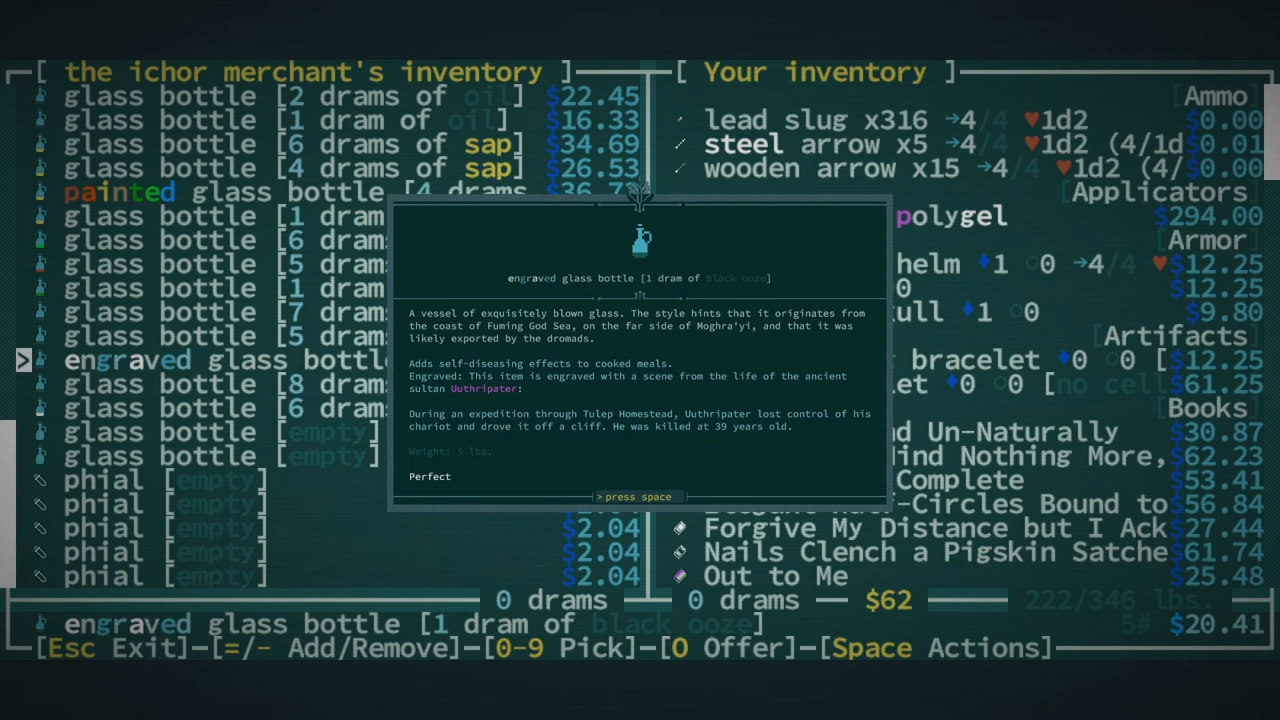 [ the ichor merchant's inventory ]
glass bottle [2 drams of oil] $22.45
glass bottle [1 dram of oil] $16.33
glass bottle [6 drams of sap] $34.69
glass bottle [4 drams of sap] $26.53
painted glass bottle [4 drams $36.7
glass bottle [1 dram
glass bottle [6 dram
glass bottle [5 dram
glass bottle [1 dram
glass bottle [7 dram
> engraved glass bottl
glass bottle [8 dram
glass bottle [6 dram
glass bottle [empty]
glass bottle [empty]
phial [empty]
phial [empty] $2.04
phial [empty] $2.04
phial [empty] $2.04
phial [empty] $2.04
0 drams
[ Your inventory ]
[Ammo]
lead slug x316 →4/4 ♥1d2 $0.00
steel arrow x5 →4/4 ♥1d2 (4/1d $0.01
wooden arrow x15 →4/4 ♥1d2 (4/ $0.00
[Applicators]
polygel $294.00
[Armor]
helm ♦1 ○0 →4/4 ♥ $12.25
0 $12.25
ull ♦1 ○0 $9.80
[Artifacts]
bracelet ♦0 ○0 [ $12.25
et ♦0 ○0 [no cell $61.25
[Books]
d Un-Naturally $30.87
ind Nothing More, $62.23
Complete $53.41
-Circles Bound to $56.84
Forgive My Distance but I Ack $27.44
Nails Clench a Pigskin Satche $61.74
Out to Me $25.48
0 drams — $62 222/346 lbs.
engraved glass bottle [1 dram of black ooze]
A vessel of exquisitely blown glass. The style hints that it originates from
the coast of Fuming God Sea, on the far side of Moghra'yi, and that it was
likely exported by the dromads.
Adds self-diseasing effects to cooked meals.
Engraved: This item is engraved with a scene from the life of the ancient
sultan Uuthripater:
During an expedition through Tulep Homestead, Uuthripater lost control of his
chariot and drove it off a cliff. He was killed at 39 years old.
Weight: 5 lbs.
Perfect
> press space
engraved glass bottle [1 dram of black ooze] 5# $20.41
[Esc Exit]—[=/- Add/Remove]—[0-9 Pick]—[O Offer]—[Space Actions]